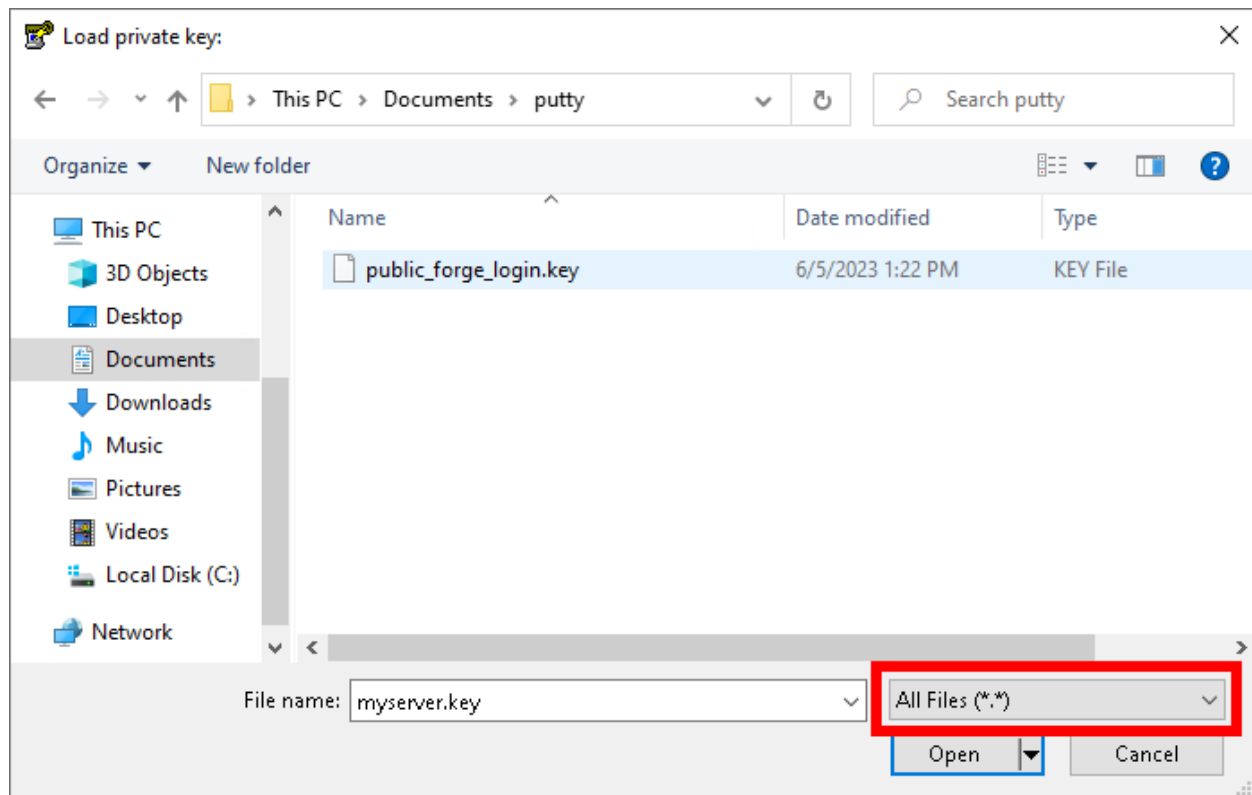 Load private key:
This PC > Documents > putty
Search putty
Organize
New folder
?
Name
Date modified
Type
This PC
3D Objects
Desktop
Documents
Downloads
Music
Pictures
Videos
Local Disk (C:)
Network
public_forge_login.key
6/5/2023 1:22 PM
KEY File
File name:
myserver.key
All Files (*.*)
Open
Cancel